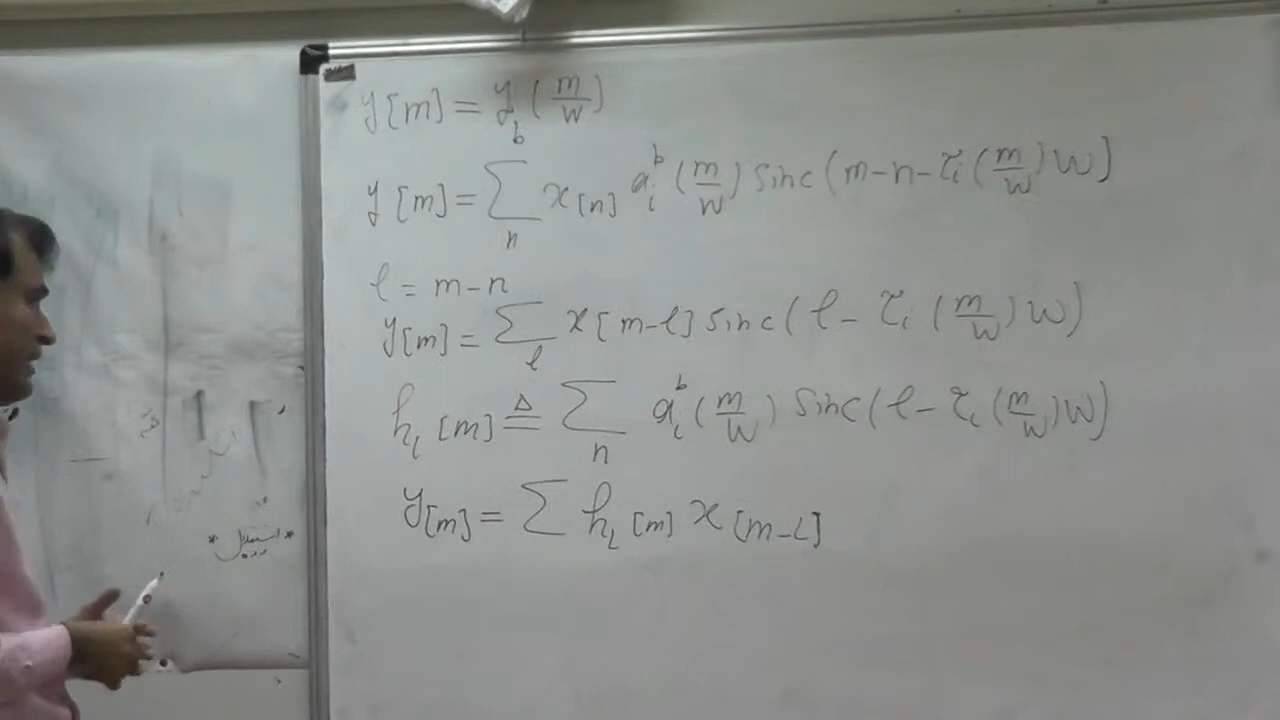 y[m] = y_b (m/W)
y[m] = Σ_n x[n] a_i^b (m/W) sinc(m-n-τ_i (m/W) W]
ℓ = m-n
y[m] = Σ_ℓ x[m-ℓ] sinc(ℓ - τ_i (m/W) W)
h_ℓ [m] ≜ Σ_n a_i^b (m/W) sinc(ℓ - τ_i (m/W) W)
y[m] = Σ h_L [m] x[m-L]